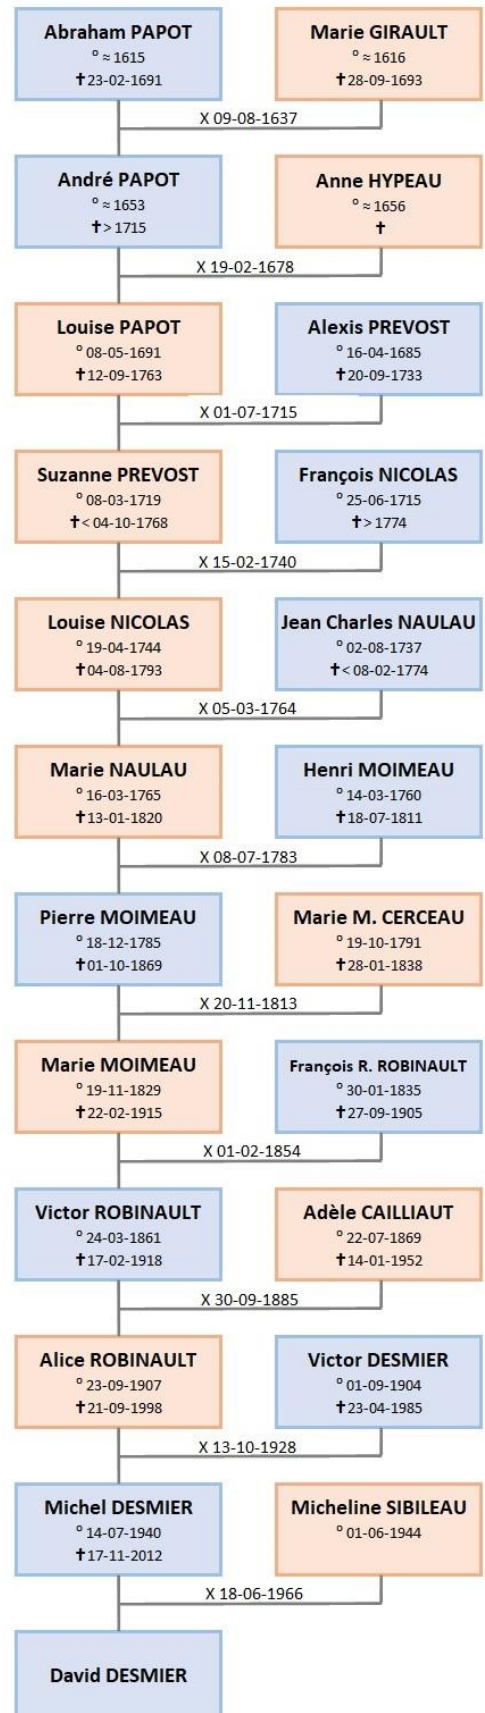 Abraham PAPOT
° ≈ 1615
✝23-02-1691
Marie GIRAULT
° ≈ 1616
✝28-09-1693
X 09-08-1637
André PAPOT
° ≈ 1653
✝> 1715
Anne HYPEAU
° ≈ 1656
✝
X 19-02-1678
Louise PAPOT
° 08-05-1691
✝12-09-1763
Alexis PREVOST
° 16-04-1685
✝20-09-1733
X 01-07-1715
Suzanne PREVOST
° 08-03-1719
✝< 04-10-1768
François NICOLAS
° 25-06-1715
✝> 1774
X 15-02-1740
Louise NICOLAS
° 19-04-1744
✝04-08-1793
Jean Charles NAULAU
° 02-08-1737
✝< 08-02-1774
X 05-03-1764
Marie NAULAU
° 16-03-1765
✝13-01-1820
Henri MOIMEAU
° 14-03-1760
✝18-07-1811
X 08-07-1783
Pierre MOIMEAU
° 18-12-1785
✝01-10-1869
Marie M. CERCEAU
° 19-10-1791
✝28-01-1838
X 20-11-1813
Marie MOIMEAU
° 19-11-1829
✝22-02-1915
François R. ROBINAULT
° 30-01-1835
✝27-09-1905
X 01-02-1854
Victor ROBINAULT
° 24-03-1861
✝17-02-1918
Adèle CAILLIAUT
° 22-07-1869
✝14-01-1952
X 30-09-1885
Alice ROBINAULT
° 23-09-1907
✝21-09-1998
Victor DESMIER
° 01-09-1904
✝23-04-1985
X 13-10-1928
Michel DESMIER
° 14-07-1940
✝17-11-2012
Micheline SIBILEAU
° 01-06-1944
X 18-06-1966
David DESMIER